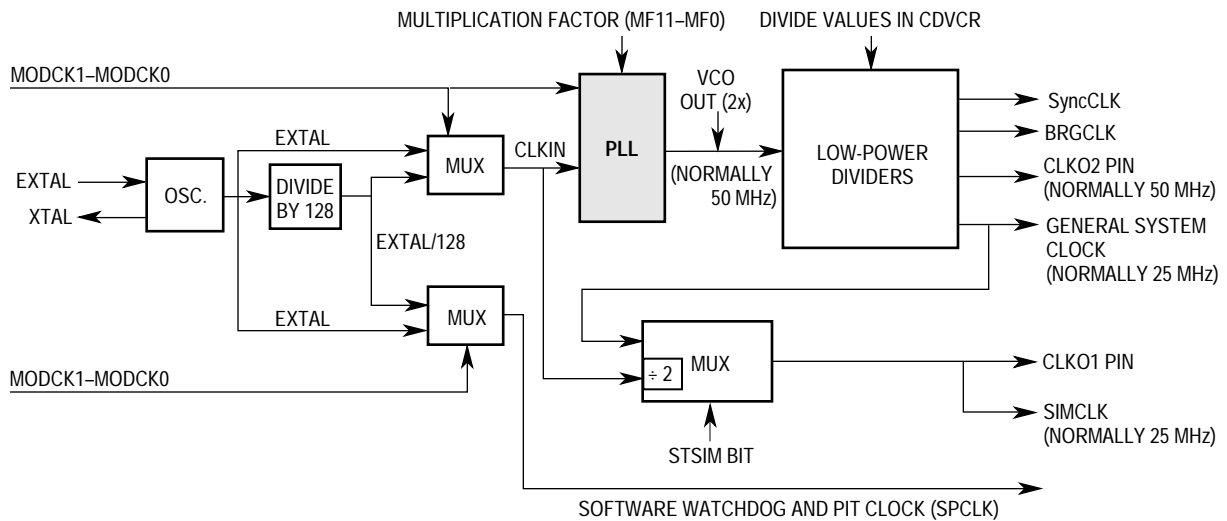 MULTIPLICATION FACTOR (MF11–MF0)
DIVIDE VALUES IN CDVCR
MODCK1–MODCK0
VCO
OUT (2x)
SyncCLK
BRGCLK
EXTAL
CLKIN
PLL
MUX
LOW-POWER
DIVIDERS
CLKO2 PIN
(NORMALLY 50 MHz)
EXTAL
XTAL
OSC.
DIVIDE
BY 128
(NORMALLY
50 MHz)
GENERAL SYSTEM
CLOCK
(NORMALLY 25 MHz)
EXTAL/128
EXTAL
MUX
MODCK1–MODCK0
÷ 2
MUX
CLKO1 PIN
SIMCLK
(NORMALLY 25 MHz)
STSIM BIT
SOFTWARE WATCHDOG AND PIT CLOCK (SPCLK)